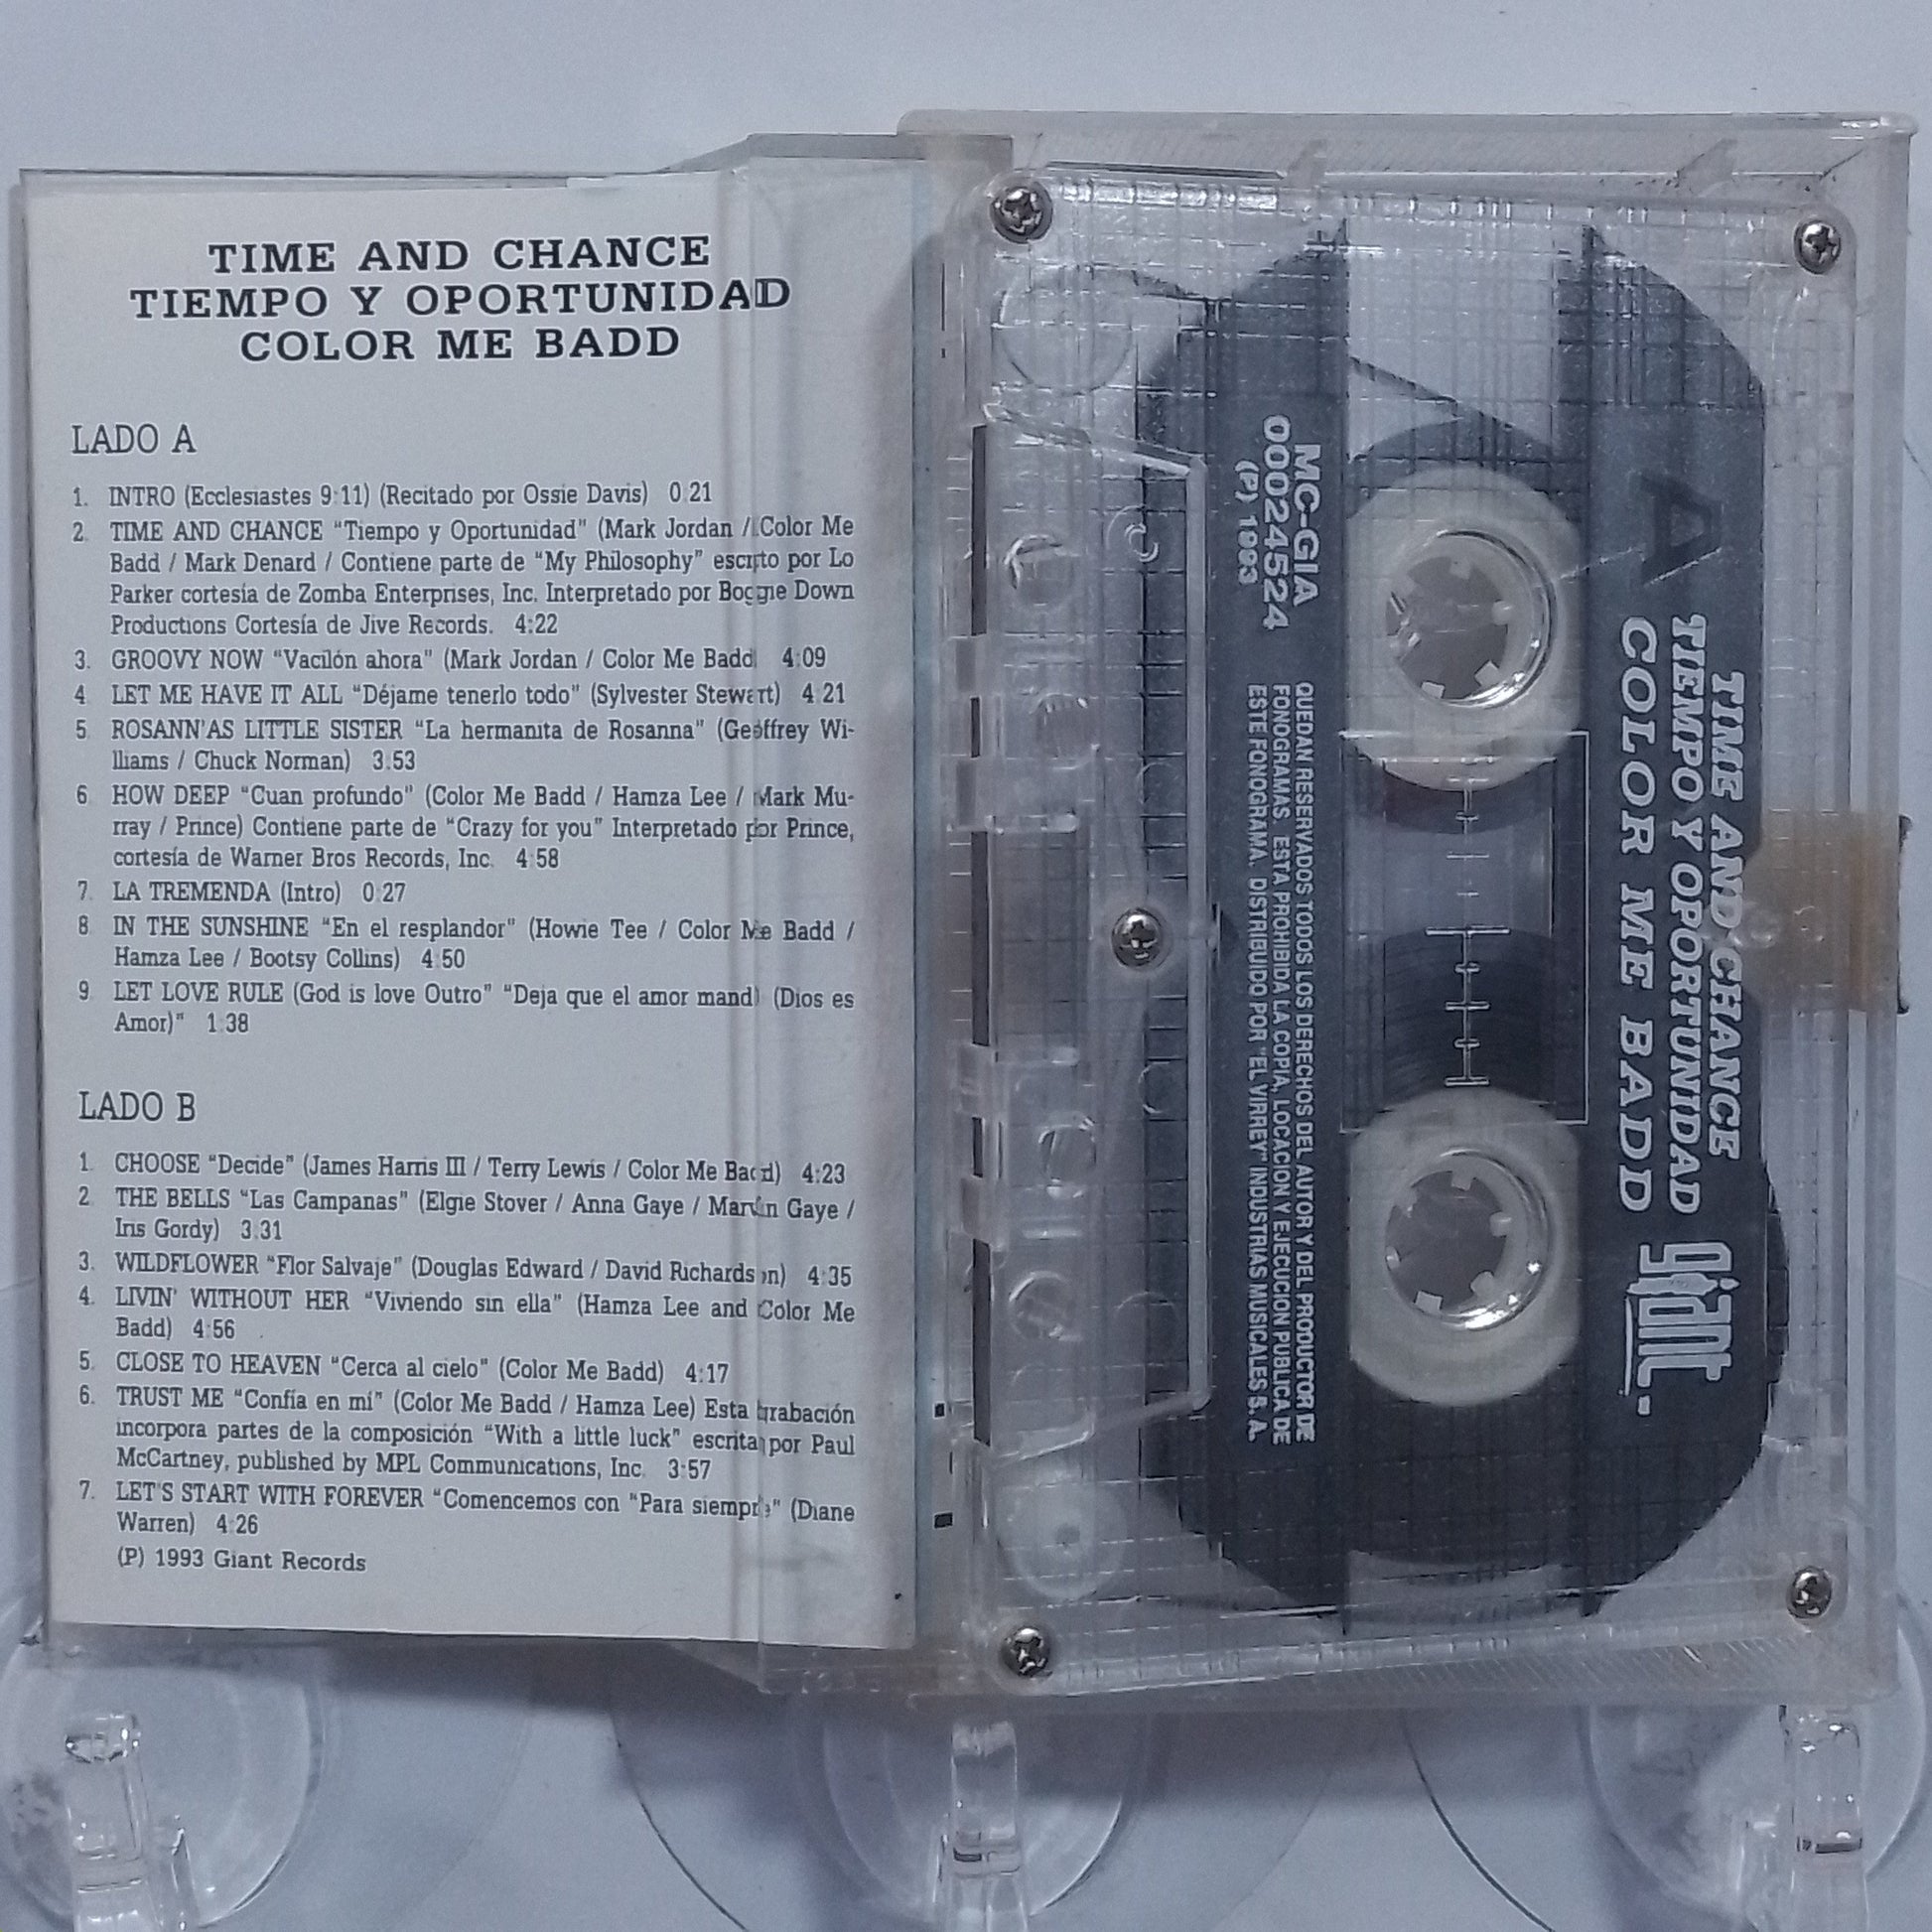 TIME AND CHANCE
TIEMPO Y OPORTUNIDAD
COLOR ME BADD
LADO A
1. INTRO (Ecclesiastes 9:11) (Recitado por Ossie Davis) 0:21
2. TIME AND CHANCE “Tiempo y Oportunidad” (Mark Jordan / Color Me
Badd / Mark Denard / Contiene parte de “My Philosophy” escrito por Lo
Parker cortesía de Zomba Enterprises, Inc. Interpretado por Boggie Down
Productions Cortesía de Jive Records. 4:22
3. GROOVY NOW “Vacilón ahora” (Mark Jordan / Color Me Badd) 4:09
4. LET ME HAVE IT ALL “Déjame tenerlo todo” (Sylvester Stewart) 4:21
5. ROSANN'AS LITTLE SISTER “La hermanita de Rosanna” (Geoffrey Wi-
lliams / Chuck Norman) 3:53
6. HOW DEEP “Cuan profundo” (Color Me Badd / Hamza Lee / Mark Mu-
rray / Prince) Contiene parte de “Crazy for you” Interpretado por Prince,
cortesía de Warner Bros Records, Inc. 4:58
7. LA TREMENDA (Intro) 0:27
8. IN THE SUNSHINE “En el resplandor” (Howie Tee / Color Me Badd /
Hamza Lee / Bootsy Collins) 4:50
9. LET LOVE RULE (God is love Outro” “Deja que el amor mand) (Dios es
Amor)” 1:38
LADO B
1. CHOOSE “Decide” (James Harris III / Terry Lewis / Color Me Badd) 4:23
2. THE BELLS “Las Campanas” (Elgie Stover / Anna Gaye / Marvin Gaye /
Iris Gordy) 3:31
3. WILDFLOWER “Flor Salvaje” (Douglas Edward / David Richardson) 4:35
4. LIVIN' WITHOUT HER “Viviendo sin ella” (Hamza Lee and Color Me
Badd) 4:56
5. CLOSE TO HEAVEN “Cerca al cielo” (Color Me Badd) 4:17
6. TRUST ME “Confía en mí” (Color Me Badd / Hamza Lee) Esta grabación
incorpora partes de la composición “With a little luck” escrita por Paul
McCartney, published by MPL Communications, Inc. 3:57
7. LET'S START WITH FOREVER “Comencemos con “Para siempre” (Diane
Warren) 4:26
(P) 1993 Giant Records
A
TIME AND CHANCE
TIEMPO Y OPORTUNIDAD
COLOR ME BADD
giant.
MC-GIA
00024524
(P) 1993
QUEDAN RESERVADOS TODOS LOS DERECHOS DEL AUTOR Y DEL PRODUCTOR DE
FONOGRAMAS. ESTA PROHIBIDA LA COPIA, LOCACION Y EJECUCION PUBLICA DE
ESTE FONOGRAMA. DISTRIBUIDO POR "EL VIRREY" INDUSTRIAS MUSICALES S. A.